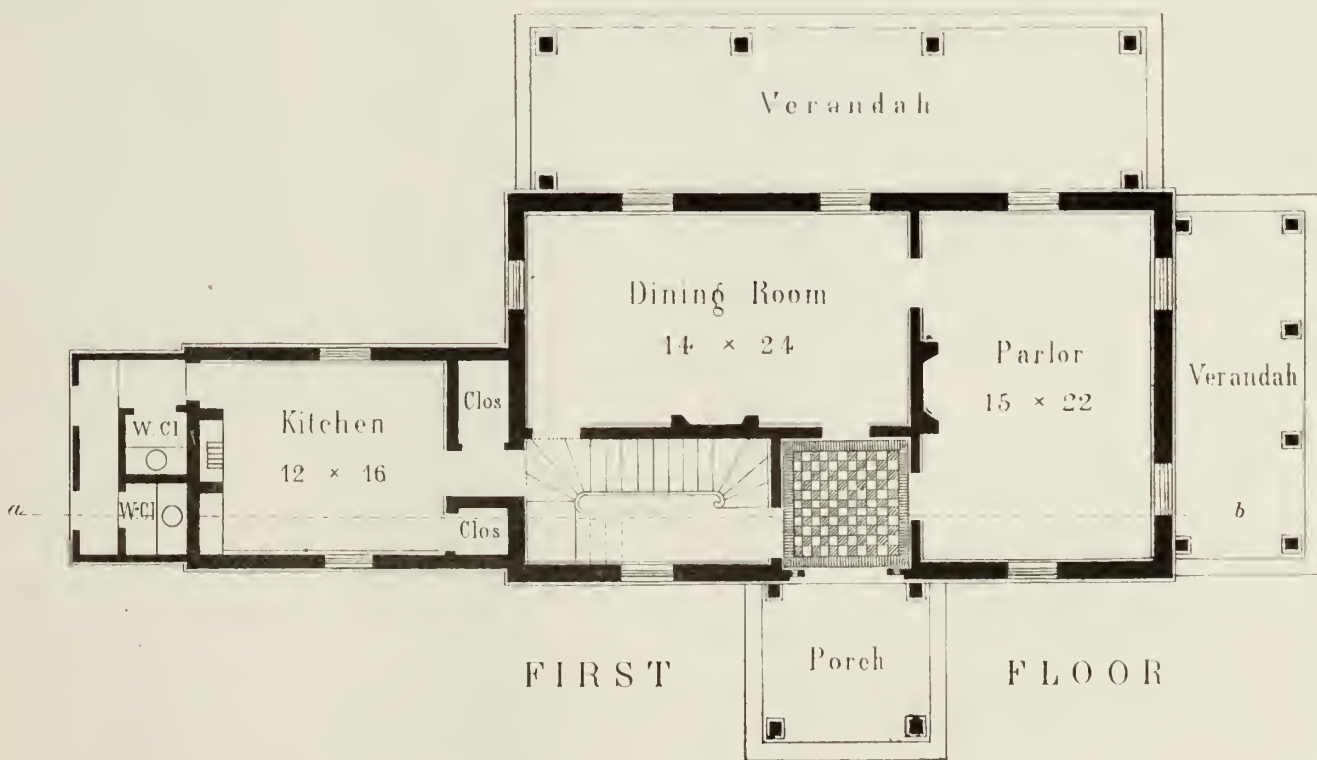 Verandah
Dining Room
14 × 24
Parlor
15 × 22
Verandah
Clos
Kitchen
12 × 16
W.Cl
W.Cl
Clos
a
b
Porch
FIRST FLOOR